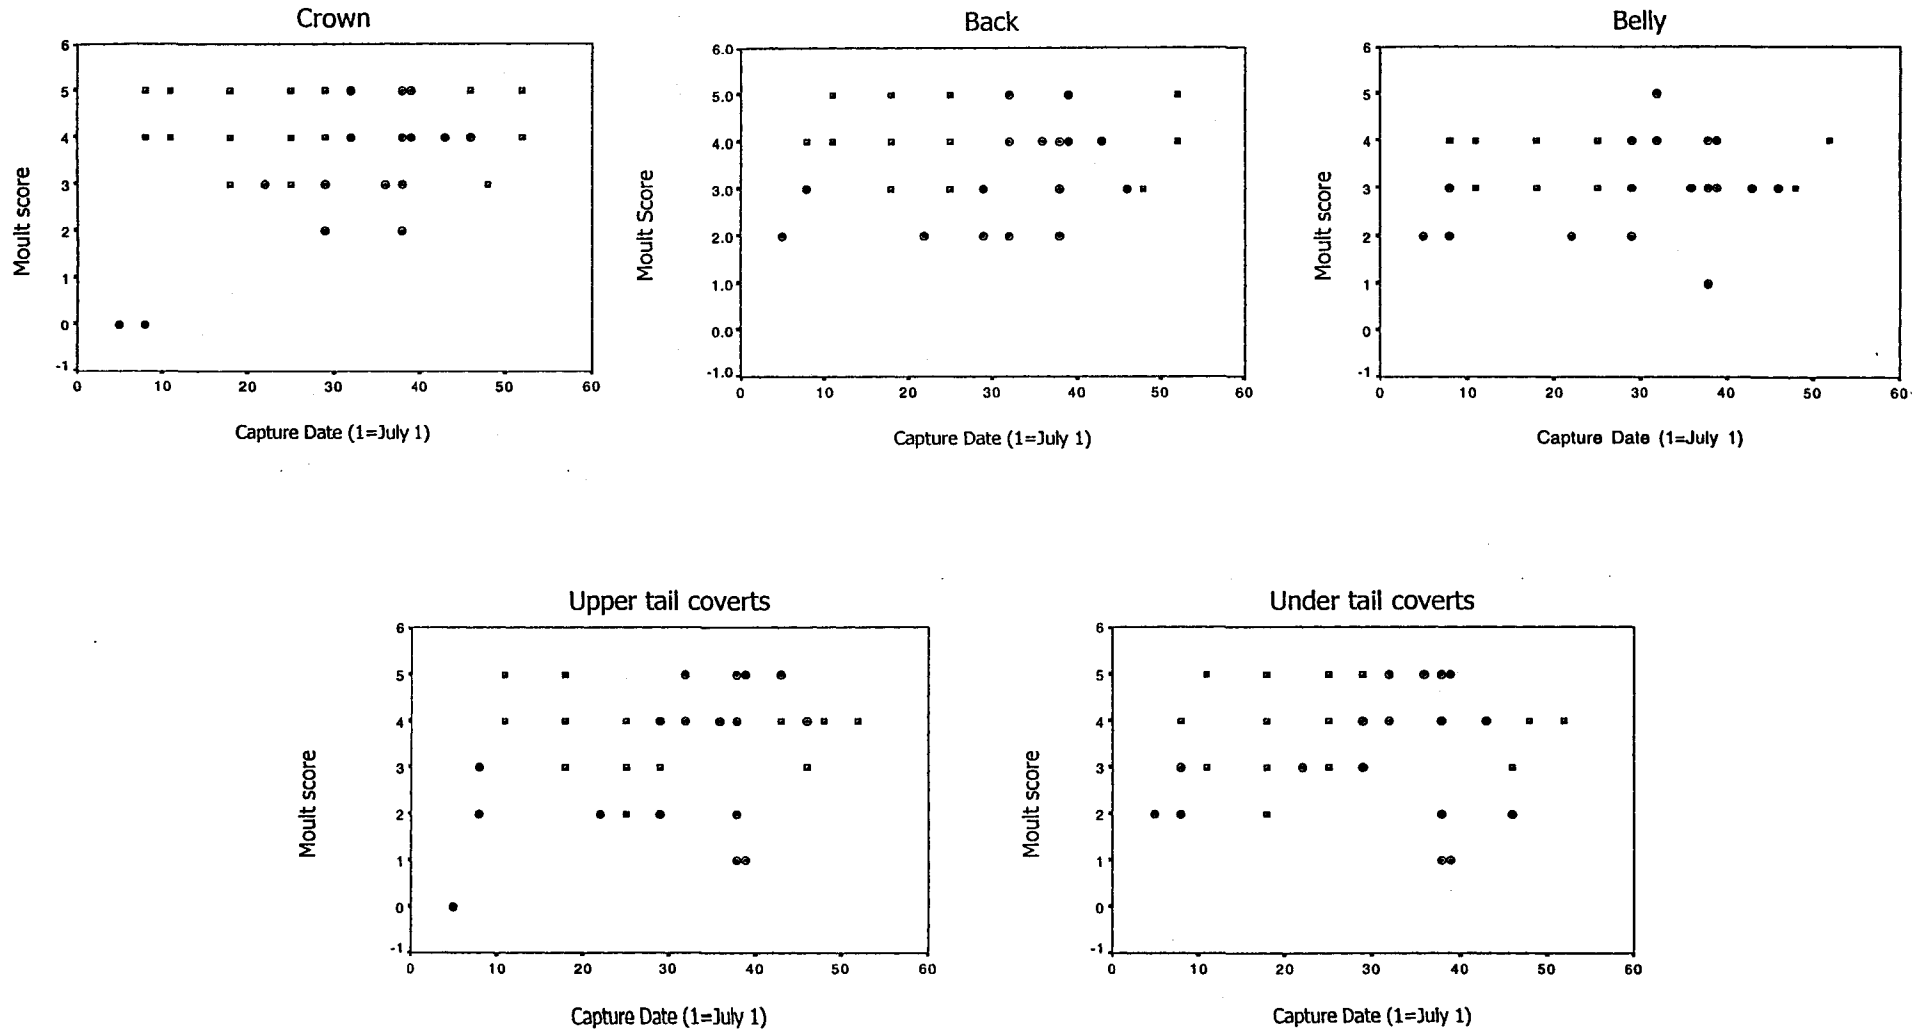 Crown
6
5
4
3
2
1
0
-1
Moult score
0 10 20 30 40 50 60
Capture Date (1=July 1)
Back
6.0
5.0
4.0
3.0
2.0
1.0
0.0
-1.0
Moult Score
0 10 20 30 40 50 60
Capture Date (1=July 1)
Belly
6
5
4
3
2
1
0
-1
Moult score
0 10 20 30 40 50 60
Capture Date (1=July 1)
Upper tail coverts
6
5
4
3
2
1
0
-1
Moult score
0 10 20 30 40 50 60
Capture Date (1=July 1)
Under tail coverts
6
5
4
3
2
1
0
-1
Moult score
0 10 20 30 40 50 60
Capture Date (1=July 1)